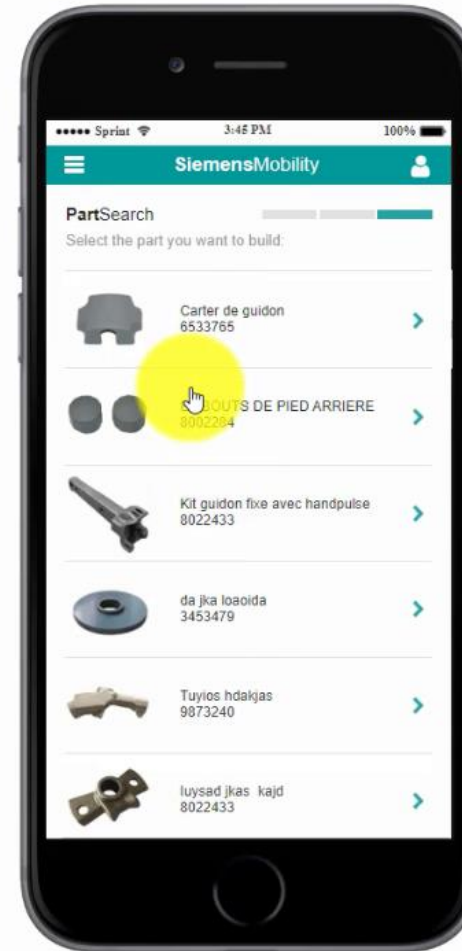 Sprint 3:45 PM 100%
SiemensMobility
PartSearch
Select the part you want to build:
Carter de guidon
6533765
BOUTS DE PIED ARRIERE
8002284
Kit guidon fixe avec handpulse
8022433
da jka loaoida
3453479
Tuyios hdakjas
9873240
luysad jkas kajd
8022433